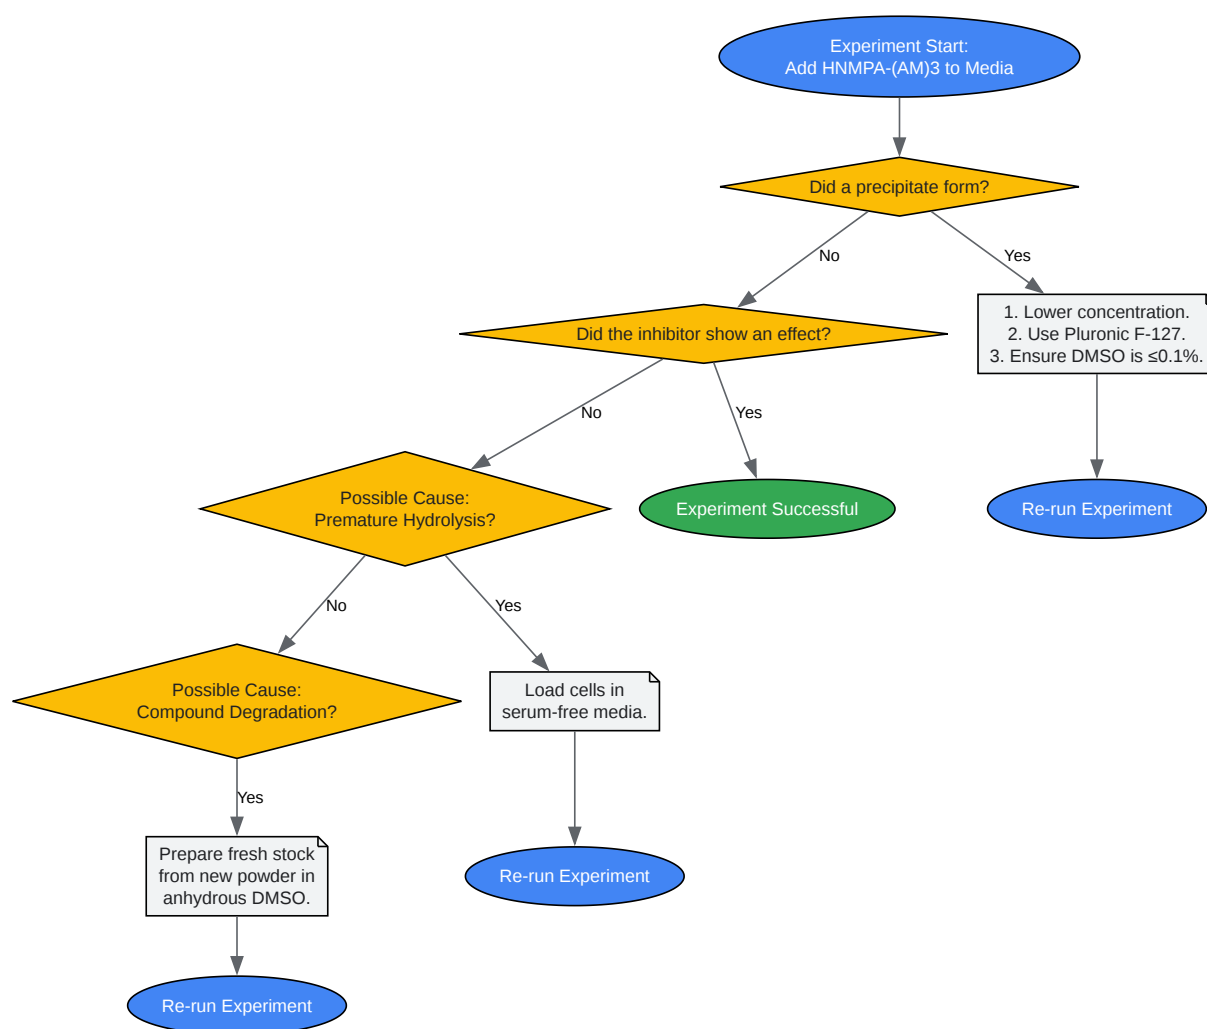 Experiment Start:
Add HNMPA-(AM)3 to Media
Did a precipitate form?
No
Yes
Did the inhibitor show an effect?
1. Lower concentration.
2. Use Pluronic F-127.
3. Ensure DMSO is ≤0.1%.
No
Yes
Possible Cause:
Premature Hydrolysis?
Experiment Successful
Re-run Experiment
No
Yes
Possible Cause:
Compound Degradation?
Load cells in
serum-free media.
Yes
Prepare fresh stock
from new powder in
anhydrous DMSO.
Re-run Experiment
Re-run Experiment